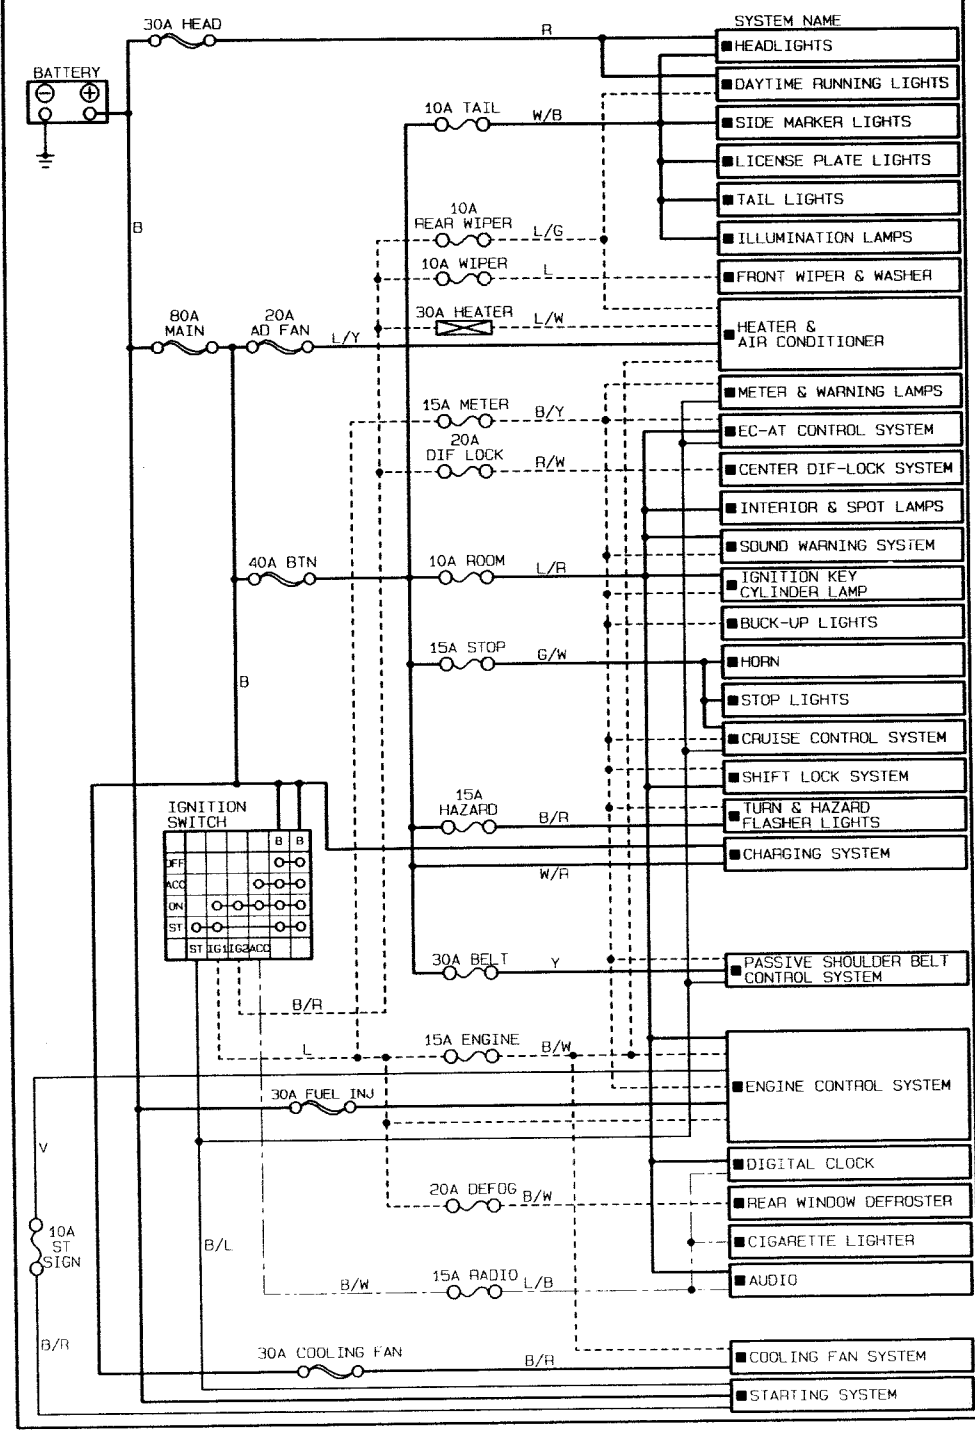 30A HEAD
R
SYSTEM NAME
HEADLIGHTS
BATTERY
DAYTIME RUNNING LIGHTS
10A TAIL
W/B
SIDE MARKER LIGHTS
LICENSE PLATE LIGHTS
TAIL LIGHTS
10A
REAR WIPER
L/G
B
ILLUMINATION LAMPS
10A WIPER
L
FRONT WIPER & WASHER
80A
MAIN
20A
AD FAN
L/Y
30A HEATER
L/W
HEATER &
AIR CONDITIONER
METER & WARNING LAMPS
15A METER
B/Y
EC-AT CONTROL SYSTEM
20A
DIF LOCK
R/W
CENTER DIF-LOCK SYSTEM
INTERIOR & SPOT LAMPS
SOUND WARNING SYSTEM
40A BTN
10A ROOM
L/R
IGNITION KEY
CYLINDER LAMP
BUCK-UP LIGHTS
15A STOP
G/W
HORN
B
STOP LIGHTS
CRUISE CONTROL SYSTEM
SHIFT LOCK SYSTEM
IGNITION
SWITCH
15A
HAZARD
B/R
TURN & HAZARD
FLASHER LIGHTS
B B
OFF
CHARGING SYSTEM
W/R
ACC
ON
ST
ST IG1 IG2 ACC
30A BELT
Y
PASSIVE SHOULDER BELT
CONTROL SYSTEM
B/R
L
15A ENGINE
B/W
ENGINE CONTROL SYSTEM
30A FUEL INJ
V
DIGITAL CLOCK
20A DEFOG
B/W
REAR WINDOW DEFROSTER
10A
ST
SIGN
B/L
CIGARETTE LIGHTER
B/W
15A RADIO
L/B
AUDIO
B/R
30A COOLING FAN
B/R
COOLING FAN SYSTEM
STARTING SYSTEM